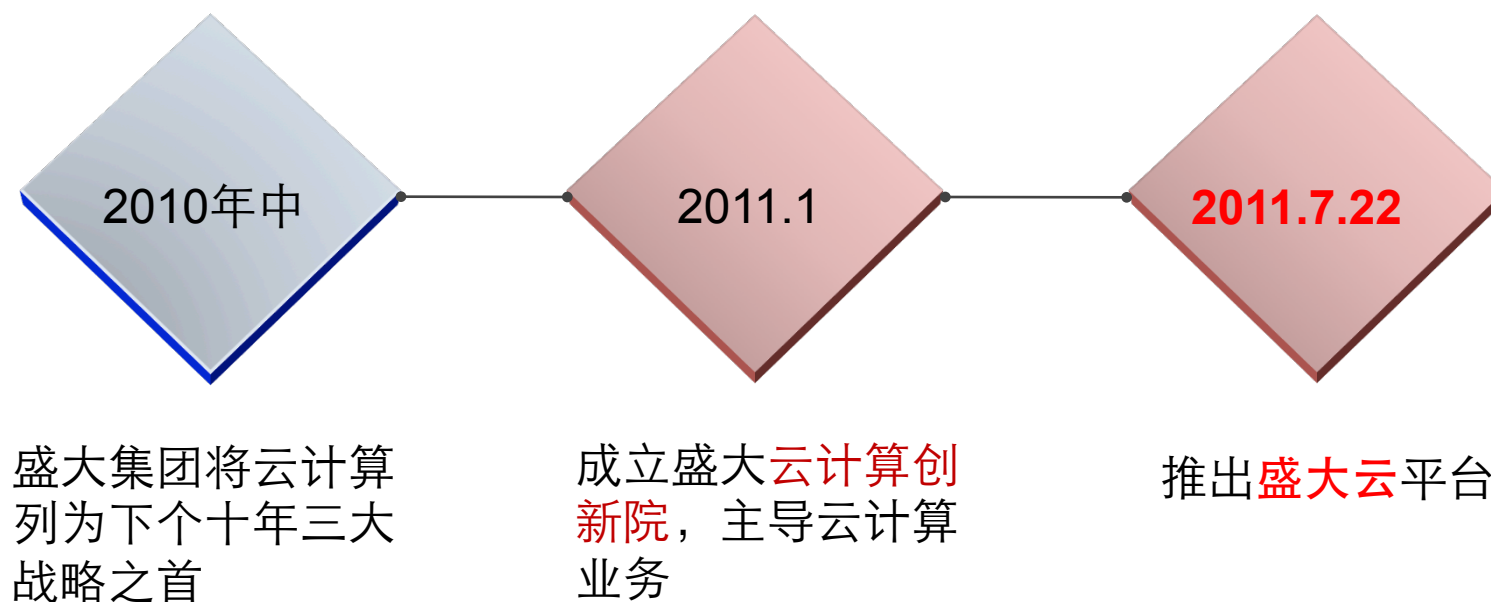 2010年中
2011.1
2011.7.22
盛大集团将云计算
列为下个十年三大
战略之首
成立盛大云计算创
新院，主导云计算
业务
推出盛大云平台